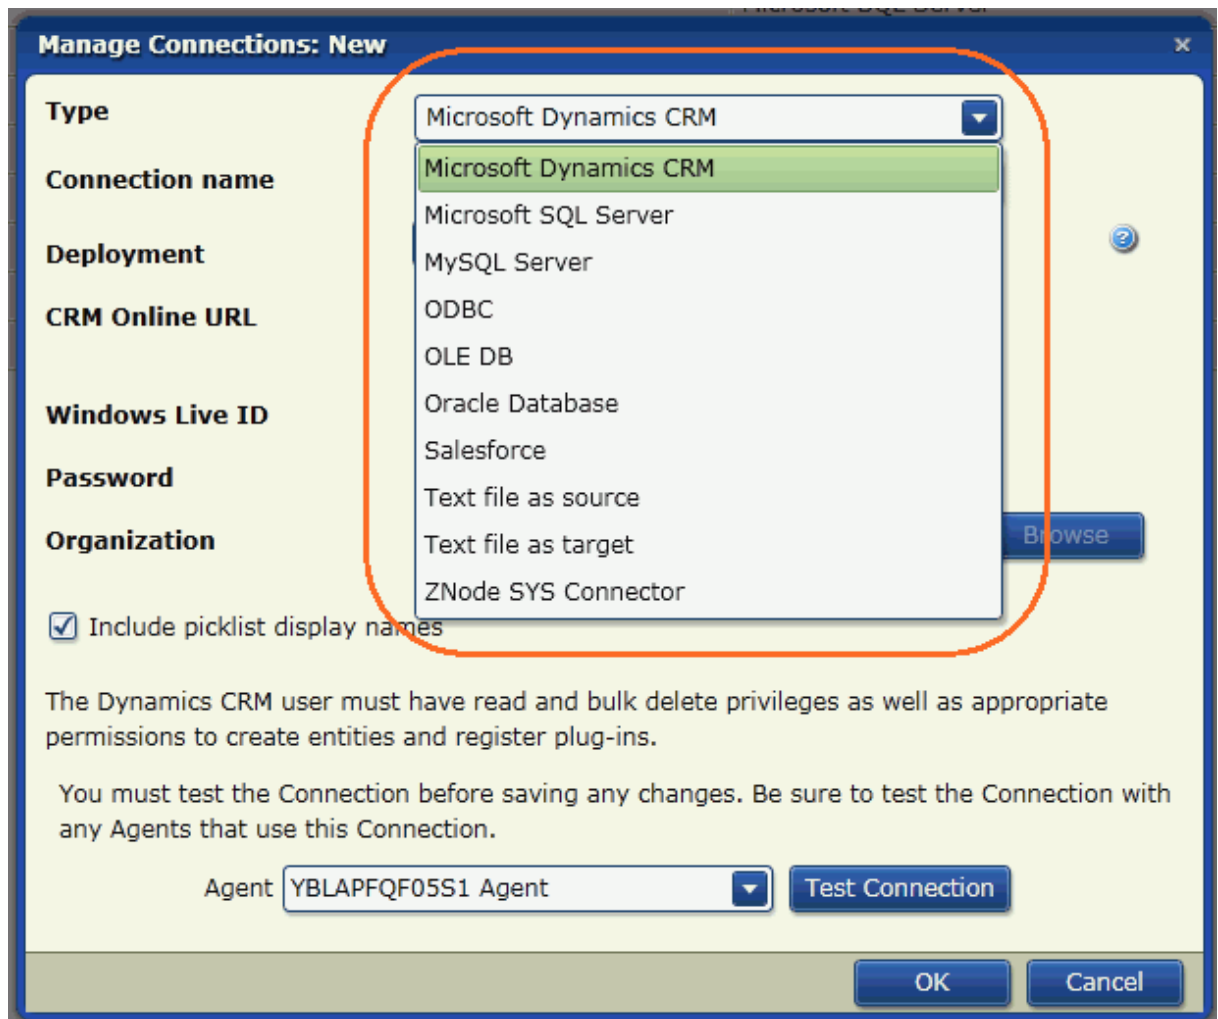 Microsoft SQL Server
Manage Connections: New
Type
Microsoft Dynamics CRM
Microsoft Dynamics CRM
Connection name
Microsoft SQL Server
Deployment
MySQL Server
CRM Online URL
ODBC
OLE DB
Windows Live ID
Oracle Database
Salesforce
Password
Text file as source
Organization
Text file as target
Browse
ZNode SYS Connector
Include picklist display names
The Dynamics CRM user must have read and bulk delete privileges as well as appropriate
permissions to create entities and register plug-ins.
You must test the Connection before saving any changes. Be sure to test the Connection with
any Agents that use this Connection.
Agent YBLAPFQF05S1 Agent Test Connection
OK Cancel